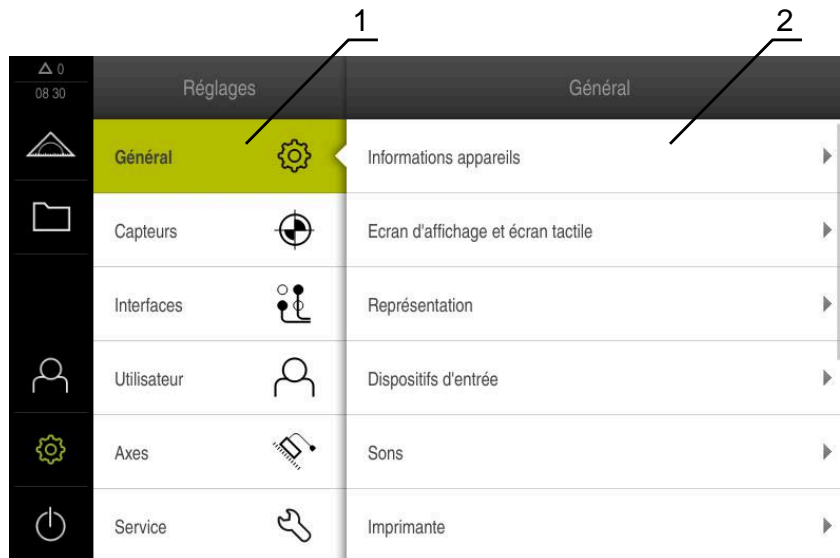 1
2
0
08 30
Réglages
Général
Général
Informations appareils
Capteurs
Ecran d'affichage et écran tactile
Interfaces
Représentation
Utilisateur
Dispositifs d'entrée
Axes
Sons
Service
Imprimante